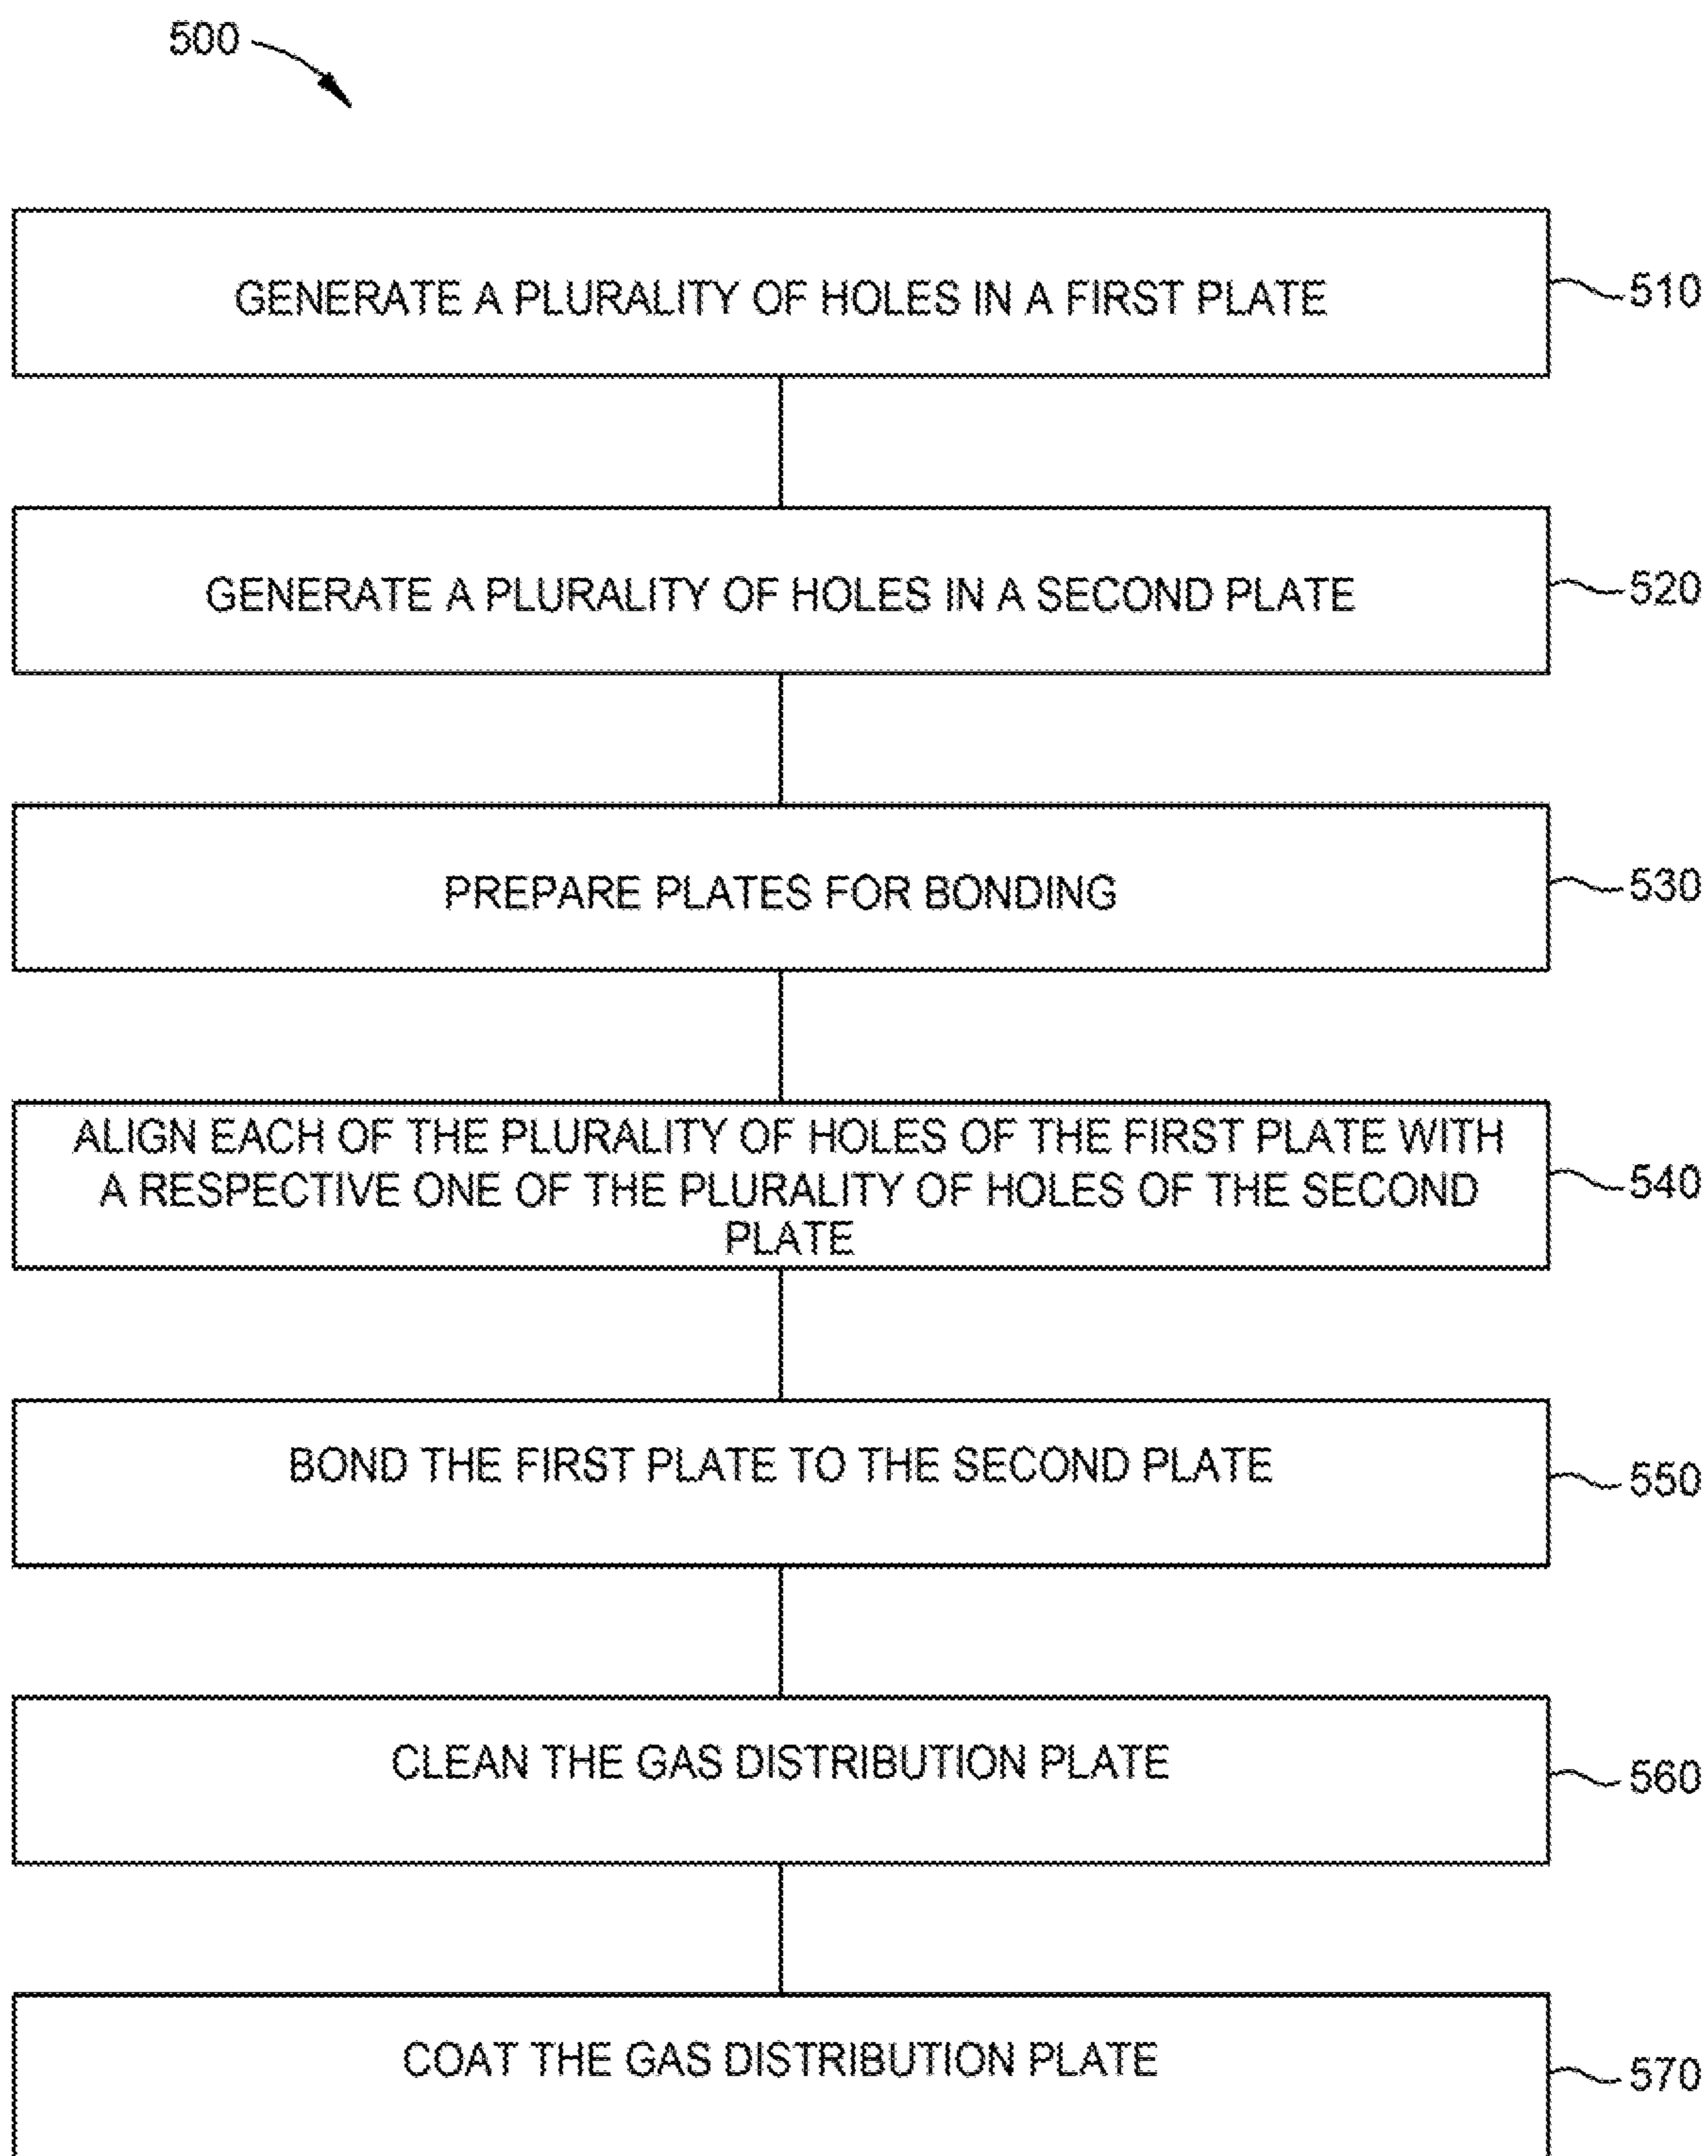 500
GENERATE A PLURALITY OF HOLES IN A FIRST PLATE
510
GENERATE A PLURALITY OF HOLES IN A SECOND PLATE
520
PREPARE PLATES FOR BONDING
530
ALIGN EACH OF THE PLURALITY OF HOLES OF THE FIRST PLATE WITH
A RESPECTIVE ONE OF THE PLURALITY OF HOLES OF THE SECOND
PLATE
540
BOND THE FIRST PLATE TO THE SECOND PLATE
550
CLEAN THE GAS DISTRIBUTION PLATE
560
COAT THE GAS DISTRIBUTION PLATE
570